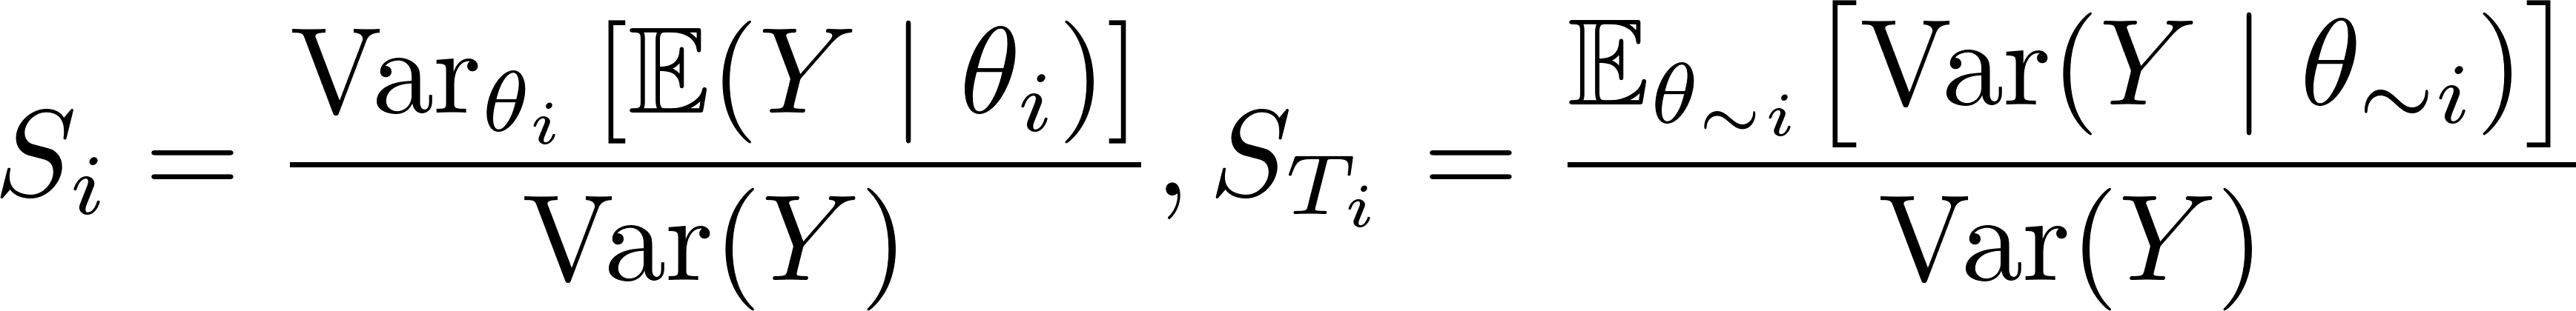 S_i = \frac{\mathrm{Var}_{\theta_i}\left[\mathbb{E}(Y \mid \theta_i)\right]}{\mathrm{Var}(Y)}, S_{T_i} = \frac{\mathbb{E}_{\theta_{\sim i}}\left[\mathrm{Var}(Y \mid \theta_{\sim i})\right]}{\mathrm{Var}(Y)}